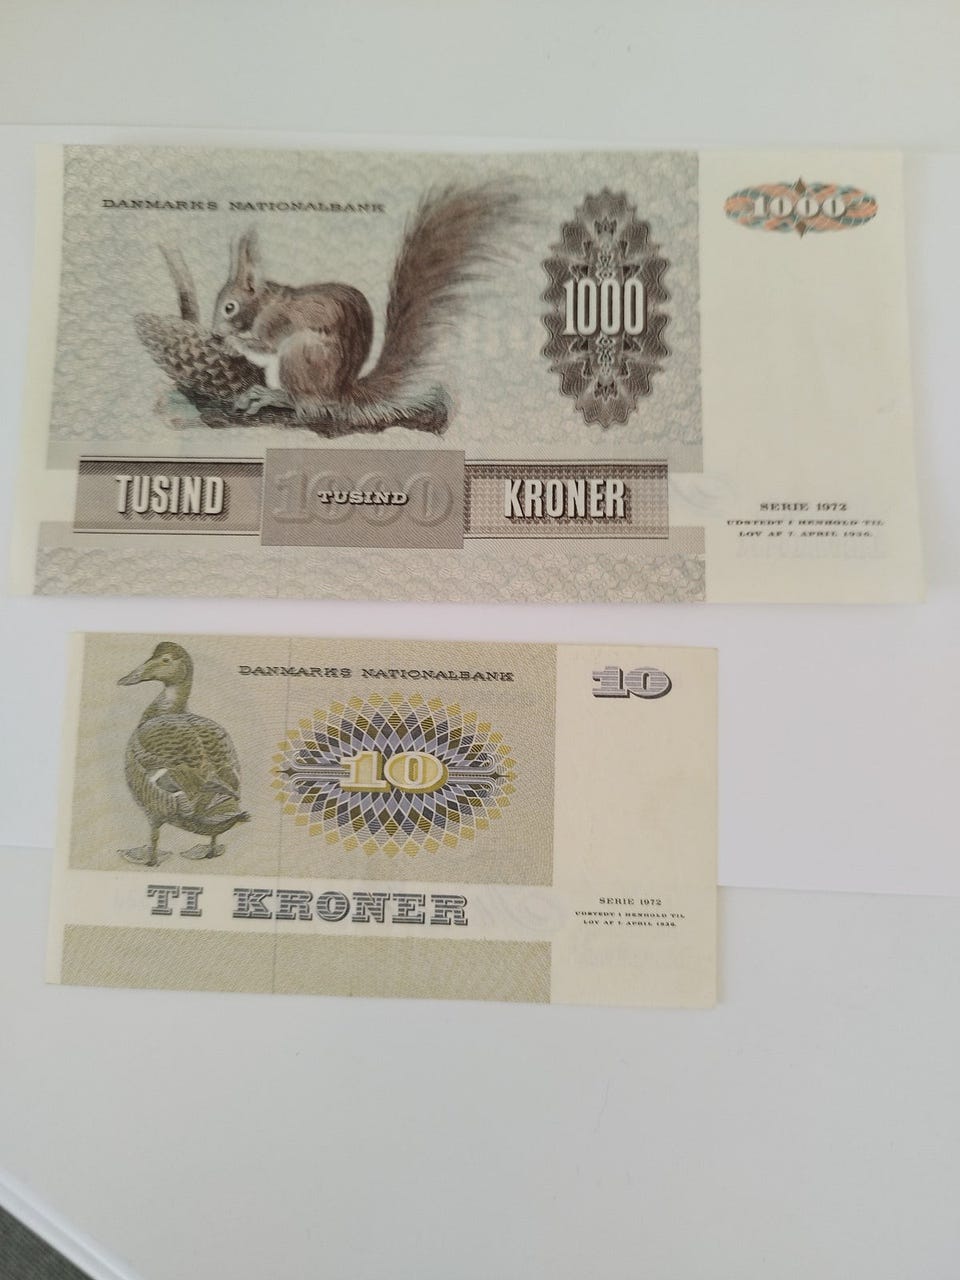 DANMARKS NATIONALBANK
1000
1000
TUSIND
1000
TUSIND
KRONER
SERIE 1972
UDSTEDT I HENHOLD TIL
LOV AF 7. APRIL 1936.
DANMARKS NATIONALBANK
10
10
TI KRONER
SERIE 1972
UDSTEDT I HENHOLD TIL
LOV AF 7. APRIL 1936.